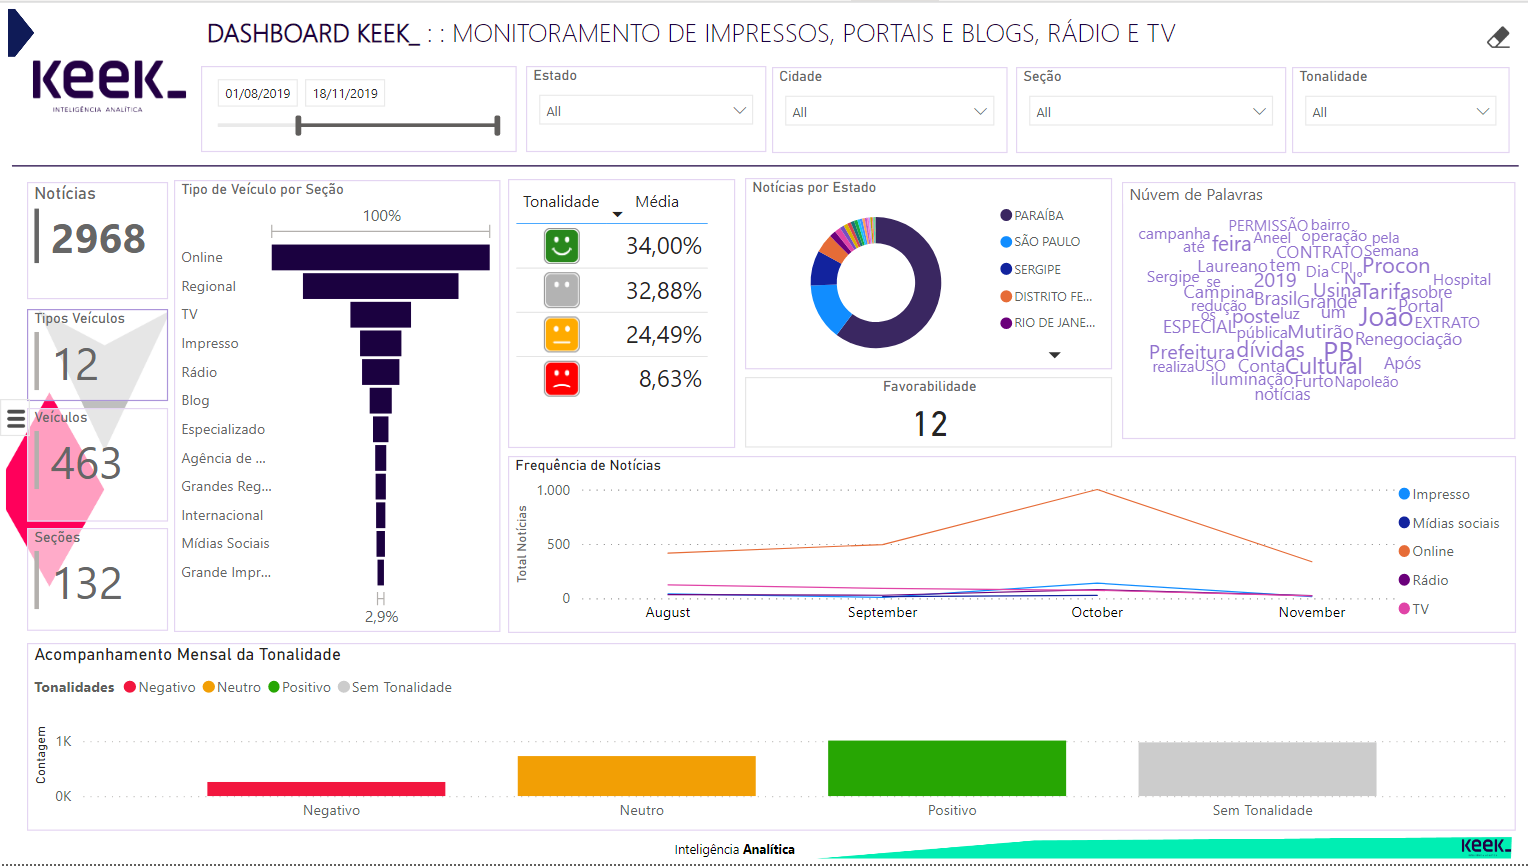 DASHBOARD KEEK_ : : MONITORAMENTO DE IMPRESSOS, PORTAIS E BLOGS, RÁDIO E TV
KEEK_
INTELIGÊNCIA ANALÍTICA
01/08/2019 18/11/2019
Estado
All
Cidade
All
Seção
All
Tonalidade
All
Notícias
2968
Tipos Veículos
12
Veículos
463
Seções
132
Tipo de Veículo por Seção
100%
Online
Regional
TV
Impresso
Rádio
Blog
Especializado
Agência de ...
Grandes Reg...
Internacional
Mídias Sociais
Grande Impr...
2,9%
Tonalidade Média
34,00%
32,88%
24,49%
8,63%
Notícias por Estado
PARAÍBA
SÃO PAULO
SERGIPE
DISTRITO FE...
RIO DE JANE...
Favorabilidade
12
Núvem de Palavras
PERMISSÃO bairro
campanha
até feira Aneel operação pela
CONTRATO Semana
Laureano tem Dia CPI Procon
Sergipe se 2019 Nº Hospital
Campina Brasil Usina Tarifa sobre
redução Grande Portal
os poste luz um João EXTRATO
ESPECIAL pública Mutirão Renegociação
Prefeitura dívidas PB
realiza USO Conta Cultural Após
iluminação Furto Napoleão
notícias
Frequência de Notícias
Total Notícias
1.000
500
0
August September October November
Impresso
Mídias sociais
Online
Rádio
TV
Acompanhamento Mensal da Tonalidade
Tonalidades Negativo Neutro Positivo Sem Tonalidade
Contagem
1K
0K
Negativo Neutro Positivo Sem Tonalidade
Inteligência Analítica
KEEK_